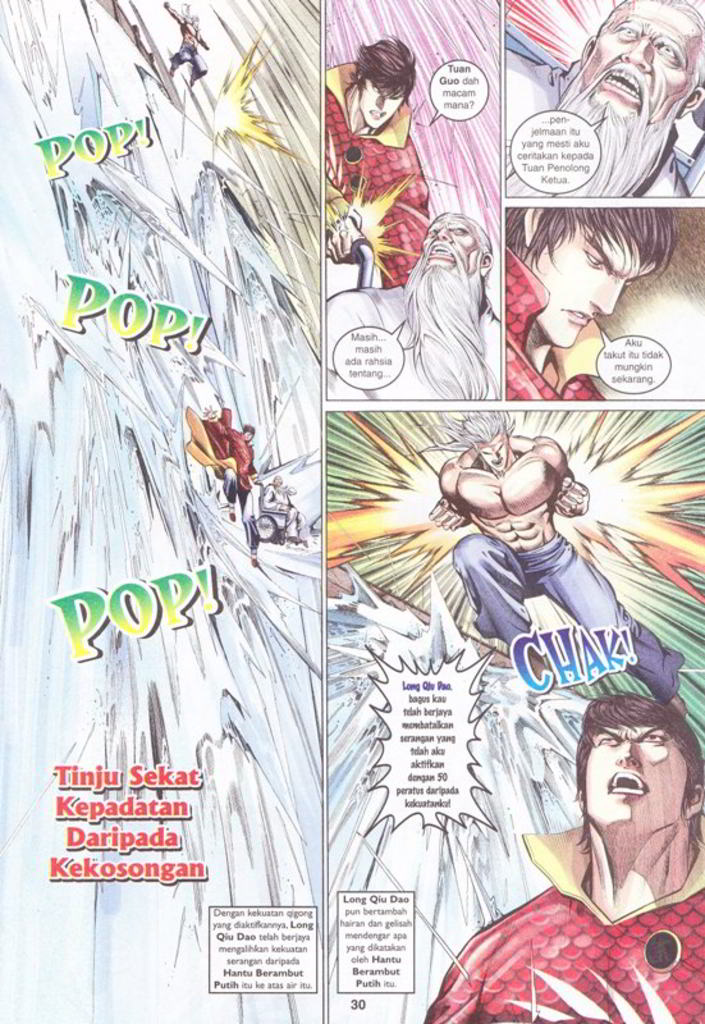 POP!
POP!
POP!
Tinju Sekat
Kepadatan
Daripada
Kekosongan
Dengan kekuatan qigong
yang diaktifkannya, Long
Qiu Dao telah berjaya
mengalihkan kekuatan
serangan daripada
Hantu Berambut
Putih itu ke atas air itu.
Tuan
Guo dah
macam
mana?
Masih...
masih
ada rahsia
tentang...
...pen-
jelmaan itu
yang mesti aku
ceritakan kepada
Tuan Penolong
Ketua.
Aku
takut itu tidak
mungkin
sekarang.
CHAK!
Long Qiu Dao,
bagus kau
telah berjaya
membatalkan
serangan yang
telah aku
aktifkan
dengan 50
peratus daripada
kekuatanku!
Long Qiu Dao
pun bertambah
hairan dan gelisah
mendengar apa
yang dikatakan
oleh Hantu
Berambut
Putih itu.
30